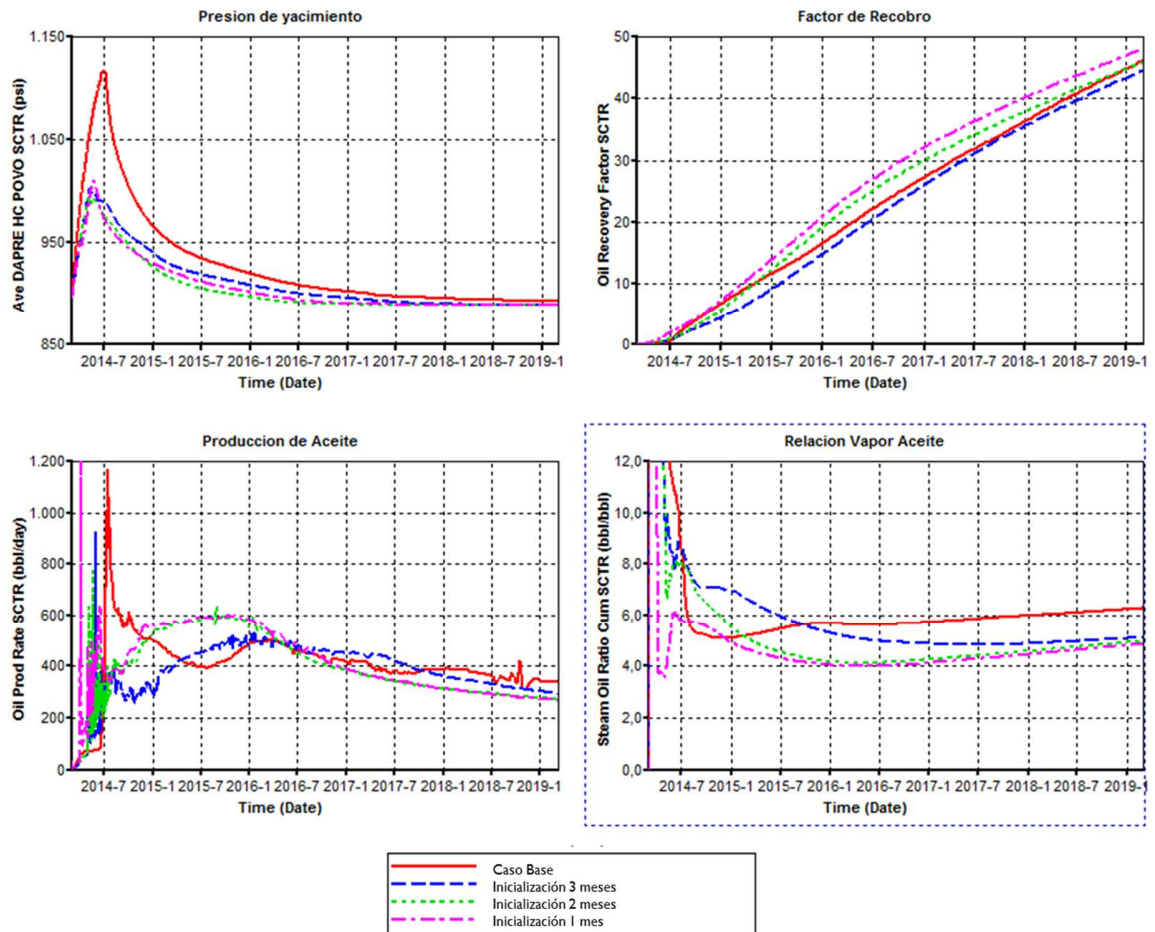 Presion de yacimiento
Ave DAPRE HC POVO SCTR (psi)
1.150
1.050
950
850
2014-7 2015-1 2015-7 2016-1 2016-7 2017-1 2017-7 2018-1 2018-7 2019-1
Time (Date)
Factor de Recobro
Oil Recovery Factor SCTR
50
40
30
20
10
0
2014-7 2015-1 2015-7 2016-1 2016-7 2017-1 2017-7 2018-1 2018-7 2019-1
Time (Date)
Produccion de Aceite
Oil Prod Rate SCTR (bbl/day)
1.200
1.000
800
600
400
200
0
2014-7 2015-1 2015-7 2016-1 2016-7 2017-1 2017-7 2018-1 2018-7 2019-1
Time (Date)
Relacion Vapor Aceite
Steam Oil Ratio Cum SCTR (bbl/bbl)
12,0
10,0
8,0
6,0
4,0
2,0
0,0
2014-7 2015-1 2015-7 2016-1 2016-7 2017-1 2017-7 2018-1 2018-7 2019-1
Time (Date)
Caso Base
Inicialización 3 meses
Inicialización 2 meses
Inicialización 1 mes